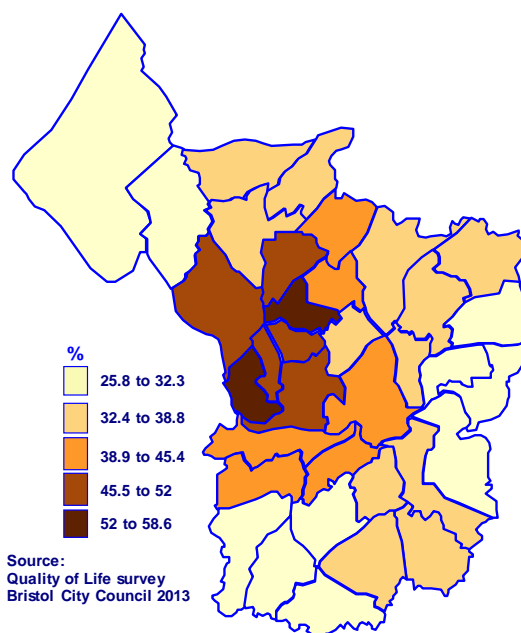 %
25.8 to 32.3
32.4 to 38.8
38.9 to 45.4
45.5 to 52
52 to 58.6
Source:
Quality of Life survey
Bristol City Council 2013